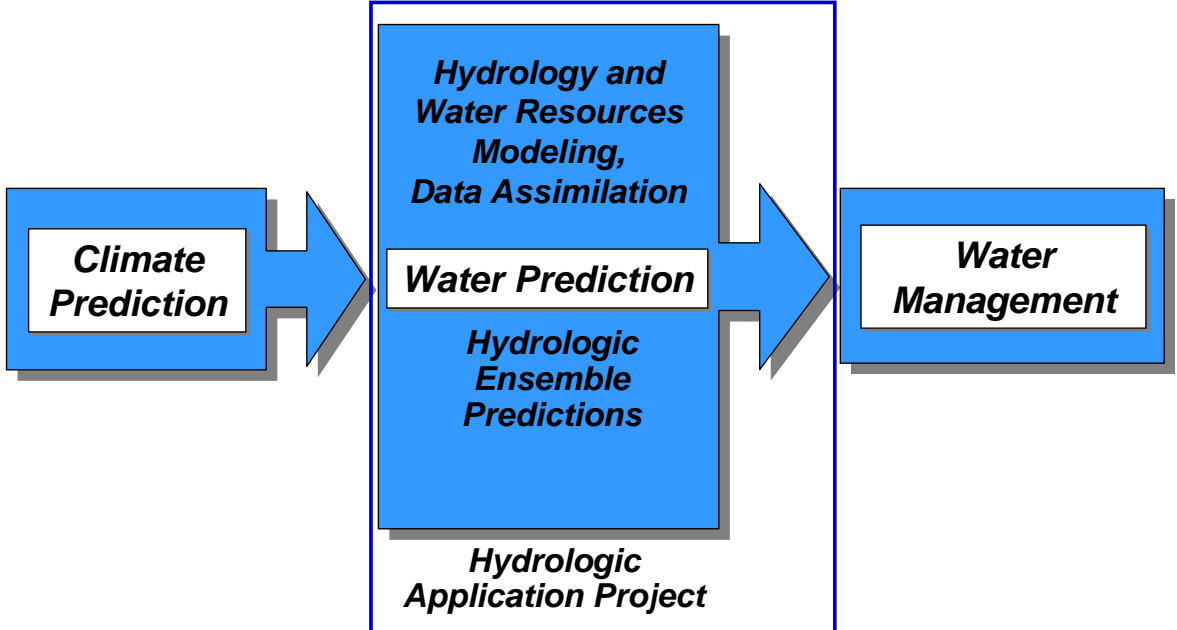 Climate
Prediction
Hydrology and
Water Resources
Modeling,
Data Assimilation
Water Prediction
Hydrologic
Ensemble
Predictions
Hydrologic
Application Project
Water
Management